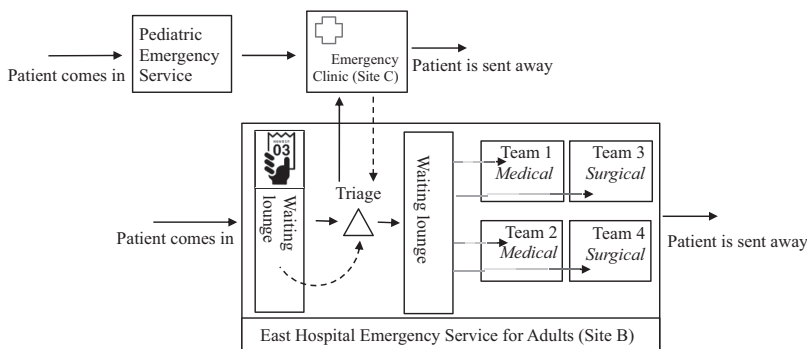 Pediatric
Emergency
Service
Patient comes in
Emergency
Clinic (Site C)
Patient is sent away
03
Waiting
lounge
Triage
Waiting lounge
Team 1
Medical
Team 3
Surgical
Team 2
Medical
Team 4
Surgical
Patient comes in
Patient is sent away
East Hospital Emergency Service for Adults (Site B)